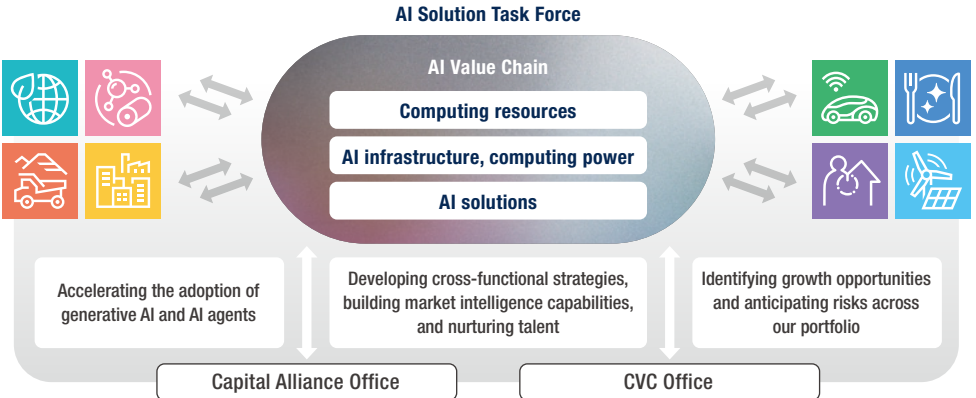 AI Solution Task Force
AI Value Chain
Computing resources
AI infrastructure, computing power
AI solutions
Accelerating the adoption of
generative AI and AI agents
Developing cross-functional strategies,
building market intelligence capabilities,
and nurturing talent
Identifying growth opportunities
and anticipating risks across
our portfolio
Capital Alliance Office
CVC Office